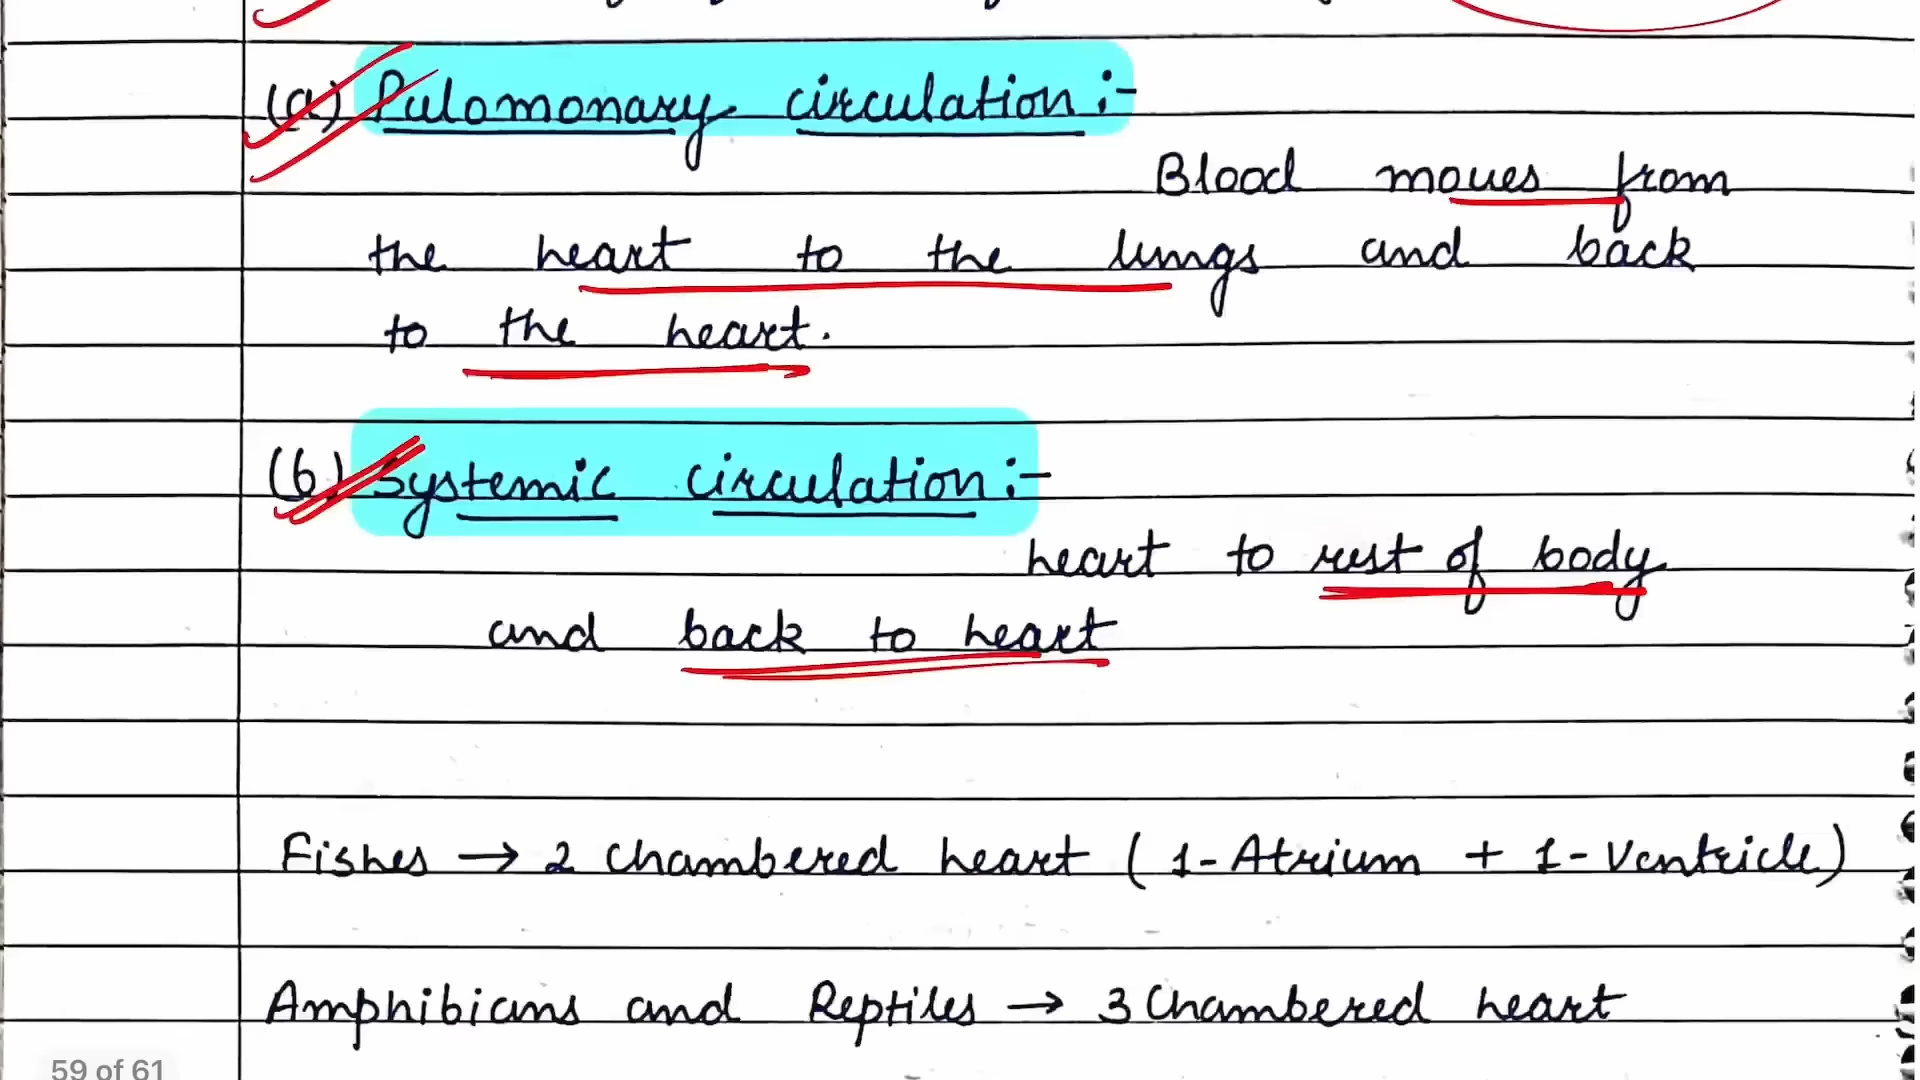 (a) Pulomonary circulation :-
Blood moves from
the heart to the lungs and back
to the heart.
(b) Systemic circulation :-
heart to rest of body
and back to heart
Fishes → 2 Chambered heart (1-Atrium + 1-Ventricle)
Amphibians and Reptiles → 3 Chambered heart
59 of 61